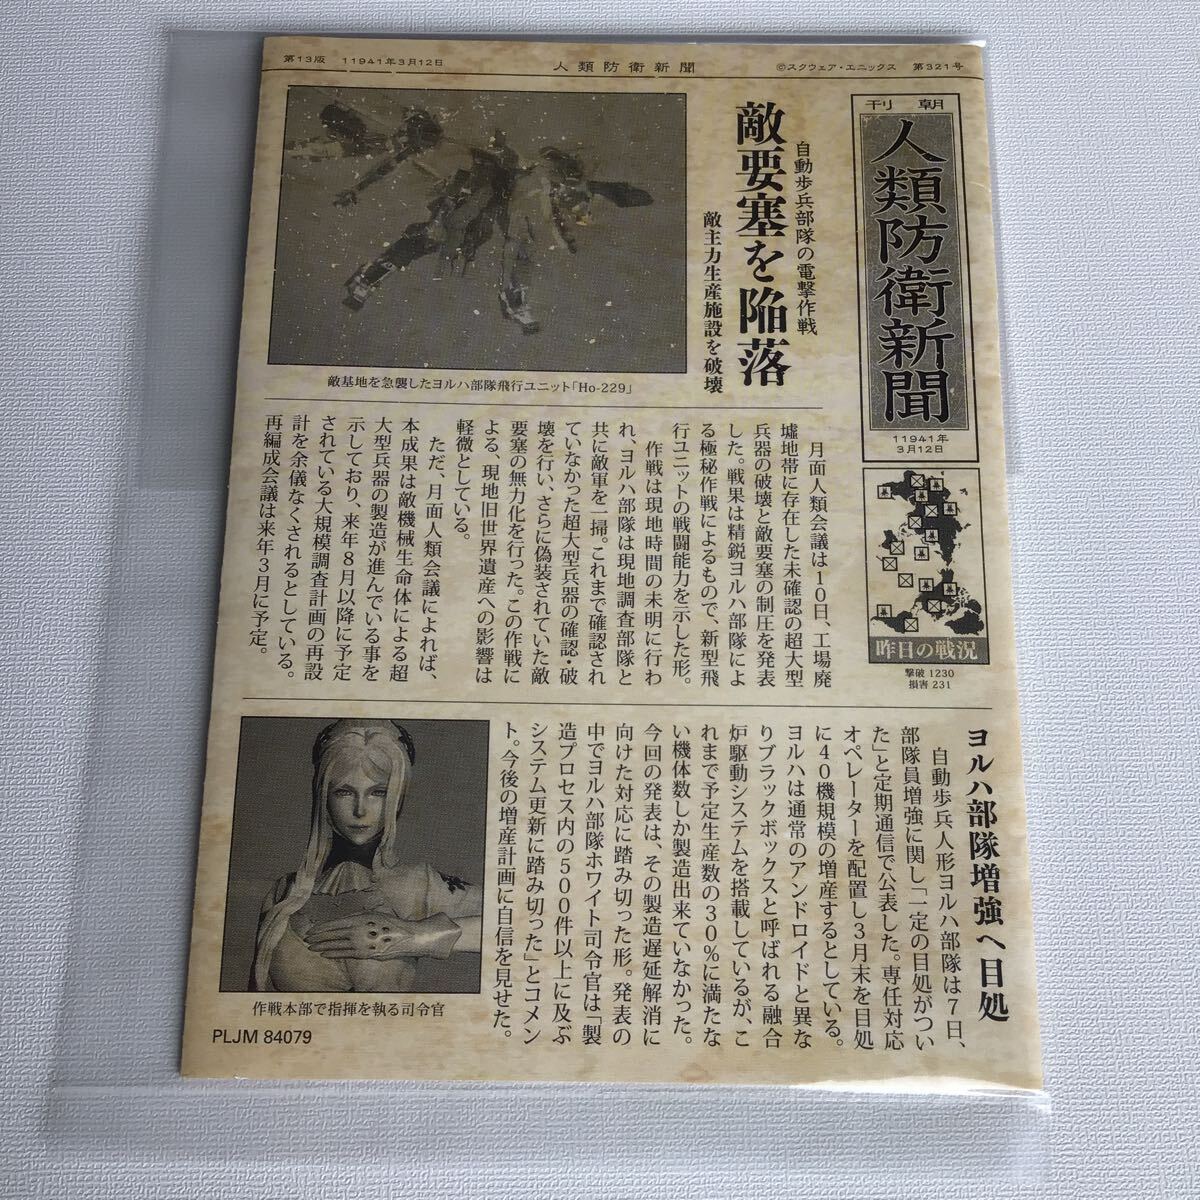 第13版 11941年3月12日 人類防衛新聞 ©スクウェア・エニックス 第321号
朝刊
人類防衛新聞
11941年
3月12日
昨日の戦況
撃破 1230
損害 231
自動歩兵部隊の電撃作戦
敵要塞を陥落
敵主力生産施設を破壊
敵基地を急襲したヨルハ部隊飛行ユニット「Ho-229」
月面人類会議は10日、工場廃
墟地帯に存在した未確認の超大型
兵器の破壊と敵要塞の制圧を発表
した。戦果は精鋭ヨルハ部隊によ
る極秘作戦によるもので、新型飛
行ユニットの戦闘能力を示した形。
作戦は現地時間の未明に行わ
れ、ヨルハ部隊は現地調査部隊と
共に敵軍を一掃。これまで確認され
ていなかった超大型兵器の確認・破
壊を行い、さらに偽装されていた敵
要塞の無力化を行った。この作戦に
よる、現地旧世界遺産への影響は
軽微としている。
ただ、月面人類会議によれば、
本成果は敵機械生命体による超
大型兵器の製造が進んでいる事を
示しており、来年8月以降に予定
されている大規模調査計画の再設
計を余儀なくされるとしている。
再編成会議は来年3月に予定。
ヨルハ部隊増強へ目処
自動歩兵人形ヨルハ部隊は7日、
部隊員増強に関し「一定の目処がつい
た」と定期通信で公表した。専任対応
オペレーターを配置し3月末を目処
に40機規模の増産するとしている。
ヨルハは通常のアンドロイドと異な
りブラックボックスと呼ばれる融合
炉駆動システムを搭載しているが、こ
れまで予定生産数の30%に満たな
い機体数しか製造出来ていなかった。
今回の発表は、その製造遅延解消に
向けた対応に踏み切った形。発表の
中でヨルハ部隊ホワイト司令官は「製
造プロセス内の500件以上に及ぶ
システム更新に踏み切った」とコメン
ト。今後の増産計画に自信を見せた。
作戦本部で指揮を執る司令官
PLJM 84079